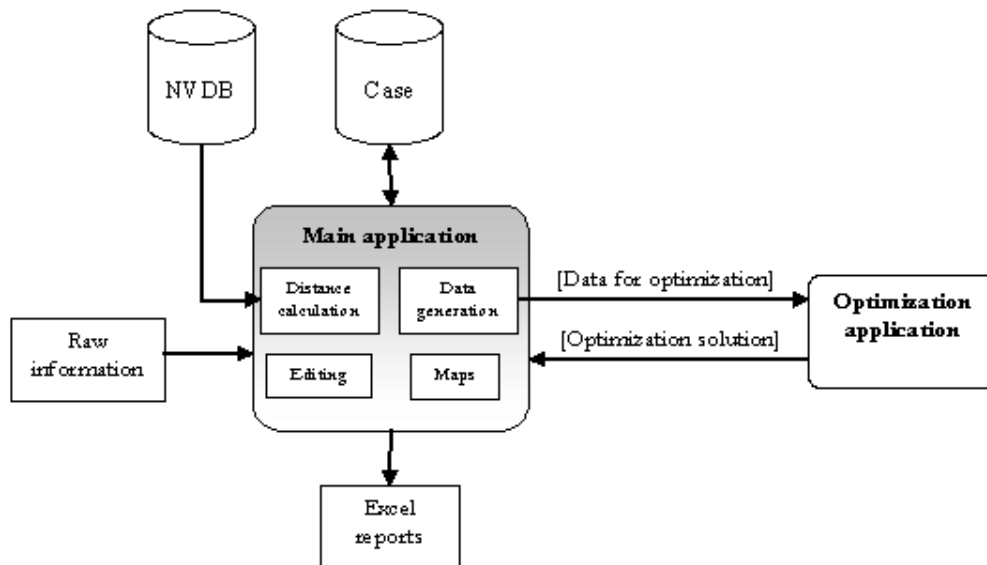 NVDB
Case
Main application
Distance
calculation
Data
generation
Editing
Maps
Raw
information
[Data for optimization]
[Optimization solution]
Optimization
application
Excel
reports